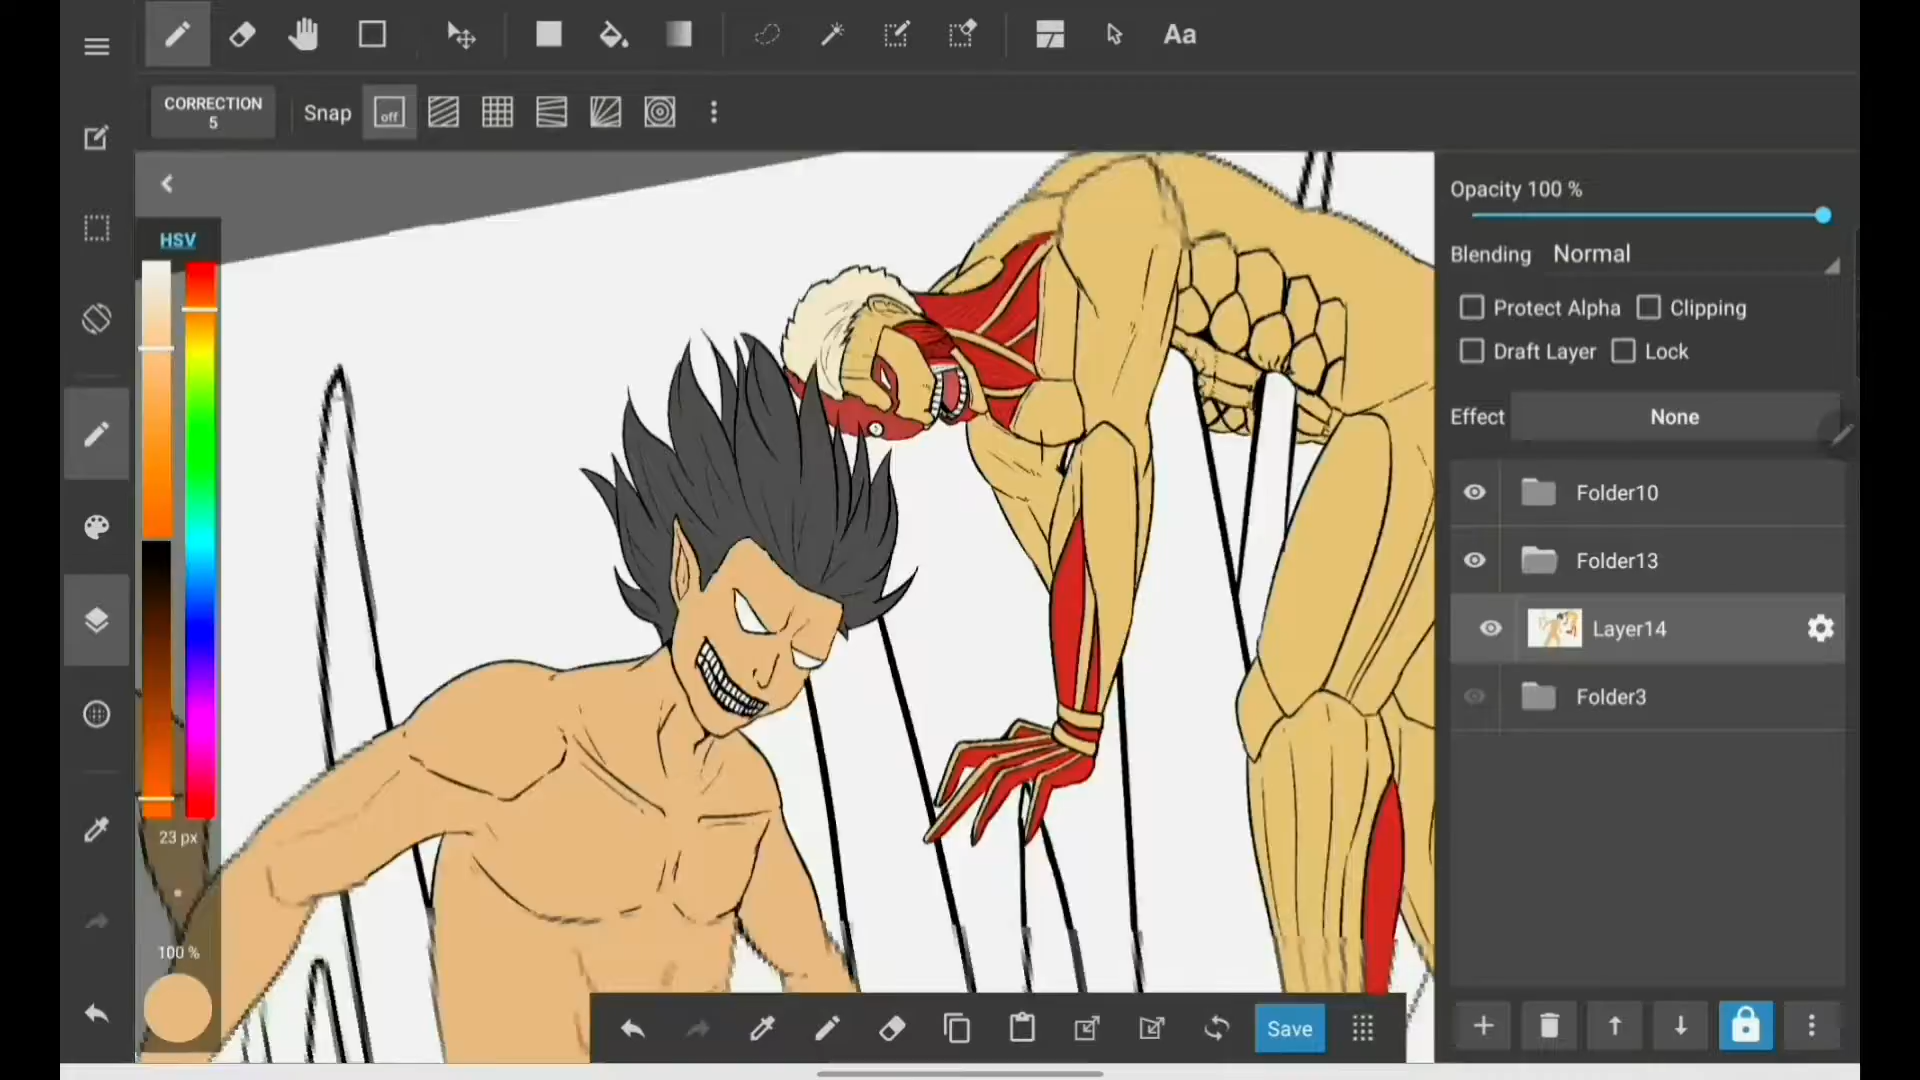 Aa
CORRECTION
5
Snap
off
HSV
23 px
100 %
Opacity 100 %
Blending Normal
Protect Alpha Clipping
Draft Layer Lock
Effect None
Folder10
Folder13
Layer14
Folder3
Save